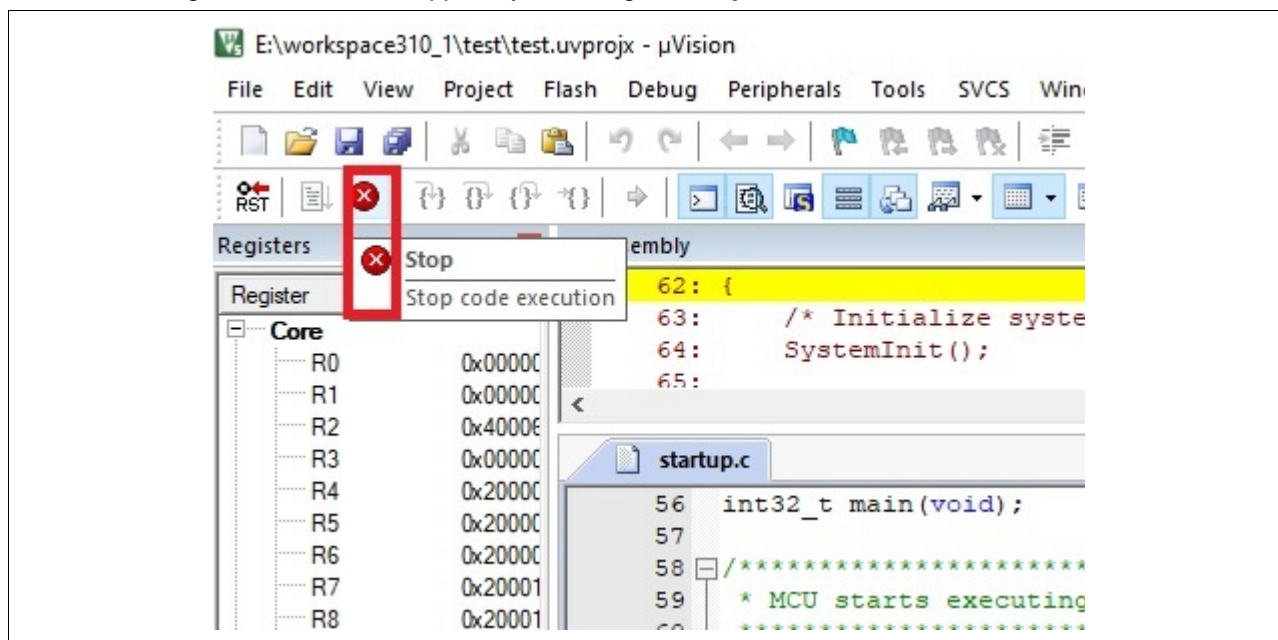 E:\workspace310_1\test\test.uvprojx - µVision
File Edit View Project Flash Debug Peripherals Tools SVCS
RST
Registers embly
Stop
Stop code execution
Register
62: {
Core
63: /* Initialize syste
64: SystemInit();
65:
R0 0x00000
R1 0x00000
R2 0x40006
R3 0x00000
startup.c
R4 0x20000
R5 0x20000
R6 0x20000
R7 0x20001
R8 0x20001
56 int32_t main(void);
57
58 /************************
59 * MCU starts executing